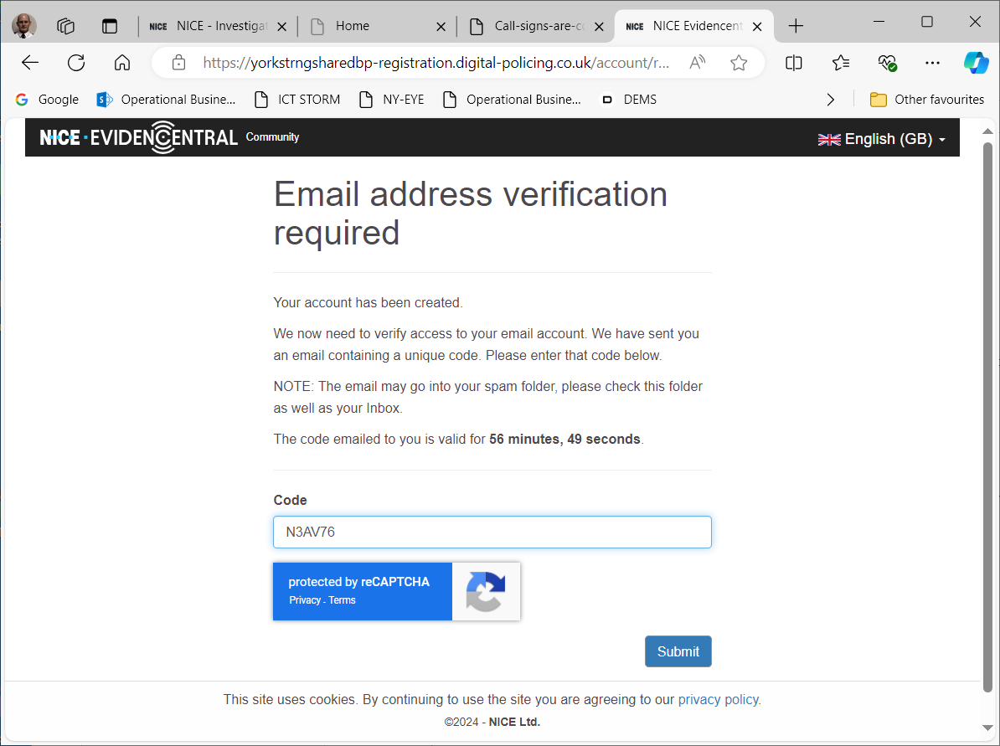 NICE NICE - Investigat
Home
Call-signs-are-co
NICE NICE Evidencent
https://yorkstrngsharedbp-registration.digital-policing.co.uk/account/r...
Google
Operational Busine...
ICT STORM
NY-EYE
Operational Busine...
DEMS
Other favourites
NICE · EVIDENCENTRAL Community
English (GB)
Email address verification
required
Your account has been created.
We now need to verify access to your email account. We have sent you
an email containing a unique code. Please enter that code below.
NOTE: The email may go into your spam folder, please check this folder
as well as your Inbox.
The code emailed to you is valid for 56 minutes, 49 seconds.
Code
N3AV76
protected by reCAPTCHA
Privacy - Terms
Submit
This site uses cookies. By continuing to use the site you are agreeing to our privacy policy.
©2024 - NICE Ltd.